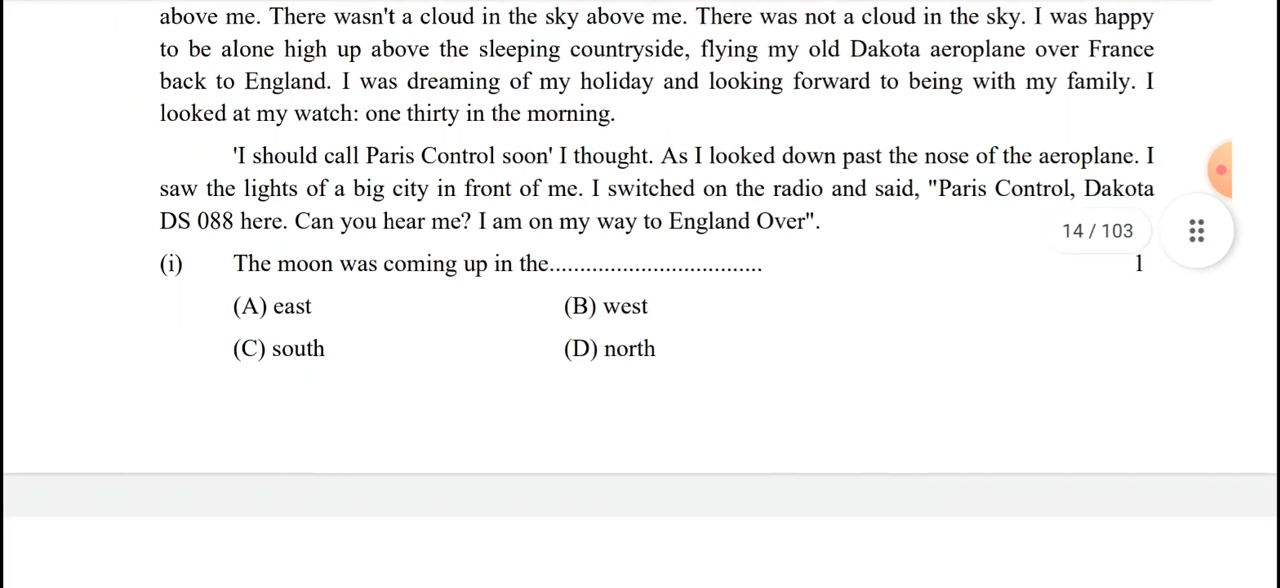 above me. There wasn't a cloud in the sky above me. There was not a cloud in the sky. I was happy
to be alone high up above the sleeping countryside, flying my old Dakota aeroplane over France
back to England. I was dreaming of my holiday and looking forward to being with my family. I
looked at my watch: one thirty in the morning.
'I should call Paris Control soon' I thought. As I looked down past the nose of the aeroplane. I
saw the lights of a big city in front of me. I switched on the radio and said, "Paris Control, Dakota
DS 088 here. Can you hear me? I am on my way to England Over".
14 / 103
(i) The moon was coming up in the................................... 1
(A) east (B) west
(C) south (D) north